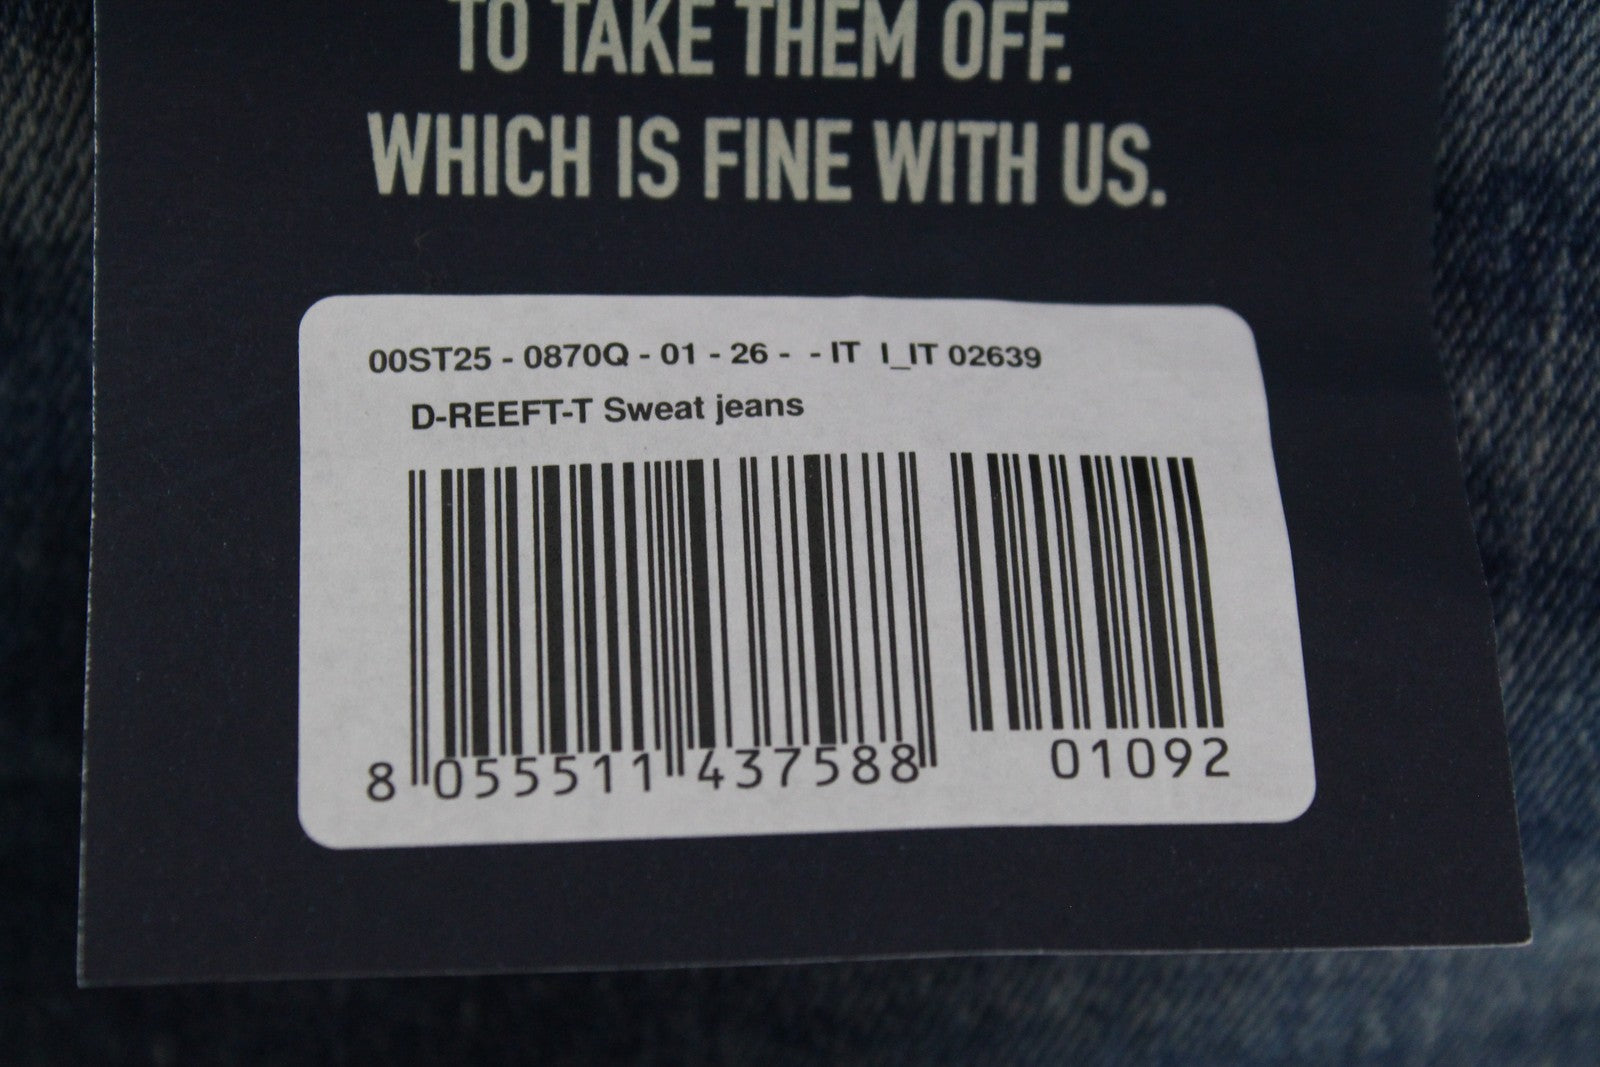 TO TAKE THEM OFF.
WHICH IS FINE WITH US.
00ST25 - 0870Q - 01 - 26 - - IT I_IT 02639
D-REEFT-T Sweat jeans
8 055511 437588 01092